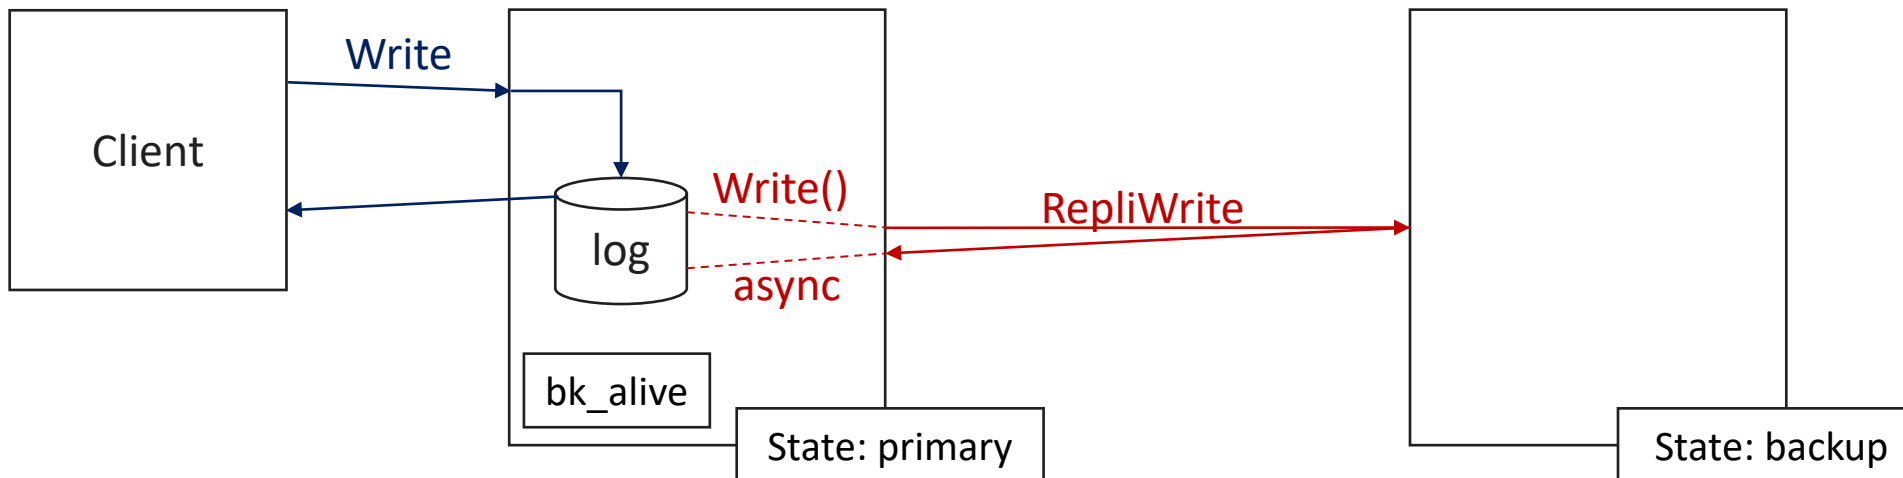 Write
Client
Write()
RepliWrite
log
async
bk_alive
State: primary
State: backup